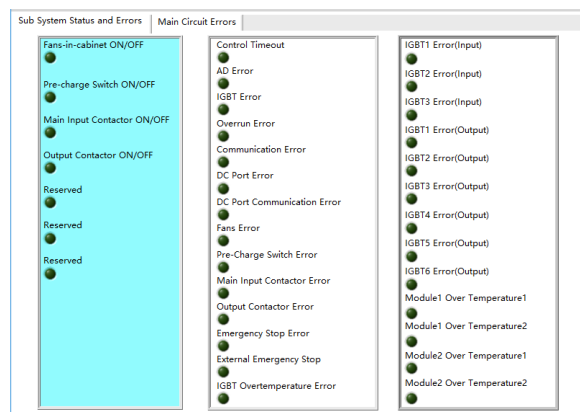 Sub System Status and Errors
Main Circuit Errors
Fans-in-cabinet ON/OFF
Pre-charge Switch ON/OFF
Main Input Contactor ON/OFF
Output Contactor ON/OFF
Reserved
Reserved
Reserved
Control Timeout
AD Error
IGBT Error
Overrun Error
Communication Error
DC Port Error
DC Port Communication Error
Fans Error
Pre-Charge Switch Error
Main Input Contactor Error
Output Contactor Error
Emergency Stop Error
External Emergency Stop
IGBT Overtemperature Error
IGBT1 Error(Input)
IGBT2 Error(Input)
IGBT3 Error(Input)
IGBT1 Error(Output)
IGBT2 Error(Output)
IGBT3 Error(Output)
IGBT4 Error(Output)
IGBT5 Error(Output)
IGBT6 Error(Output)
Module1 Over Temperature1
Module1 Over Temperature2
Module2 Over Temperature1
Module2 Over Temperature2